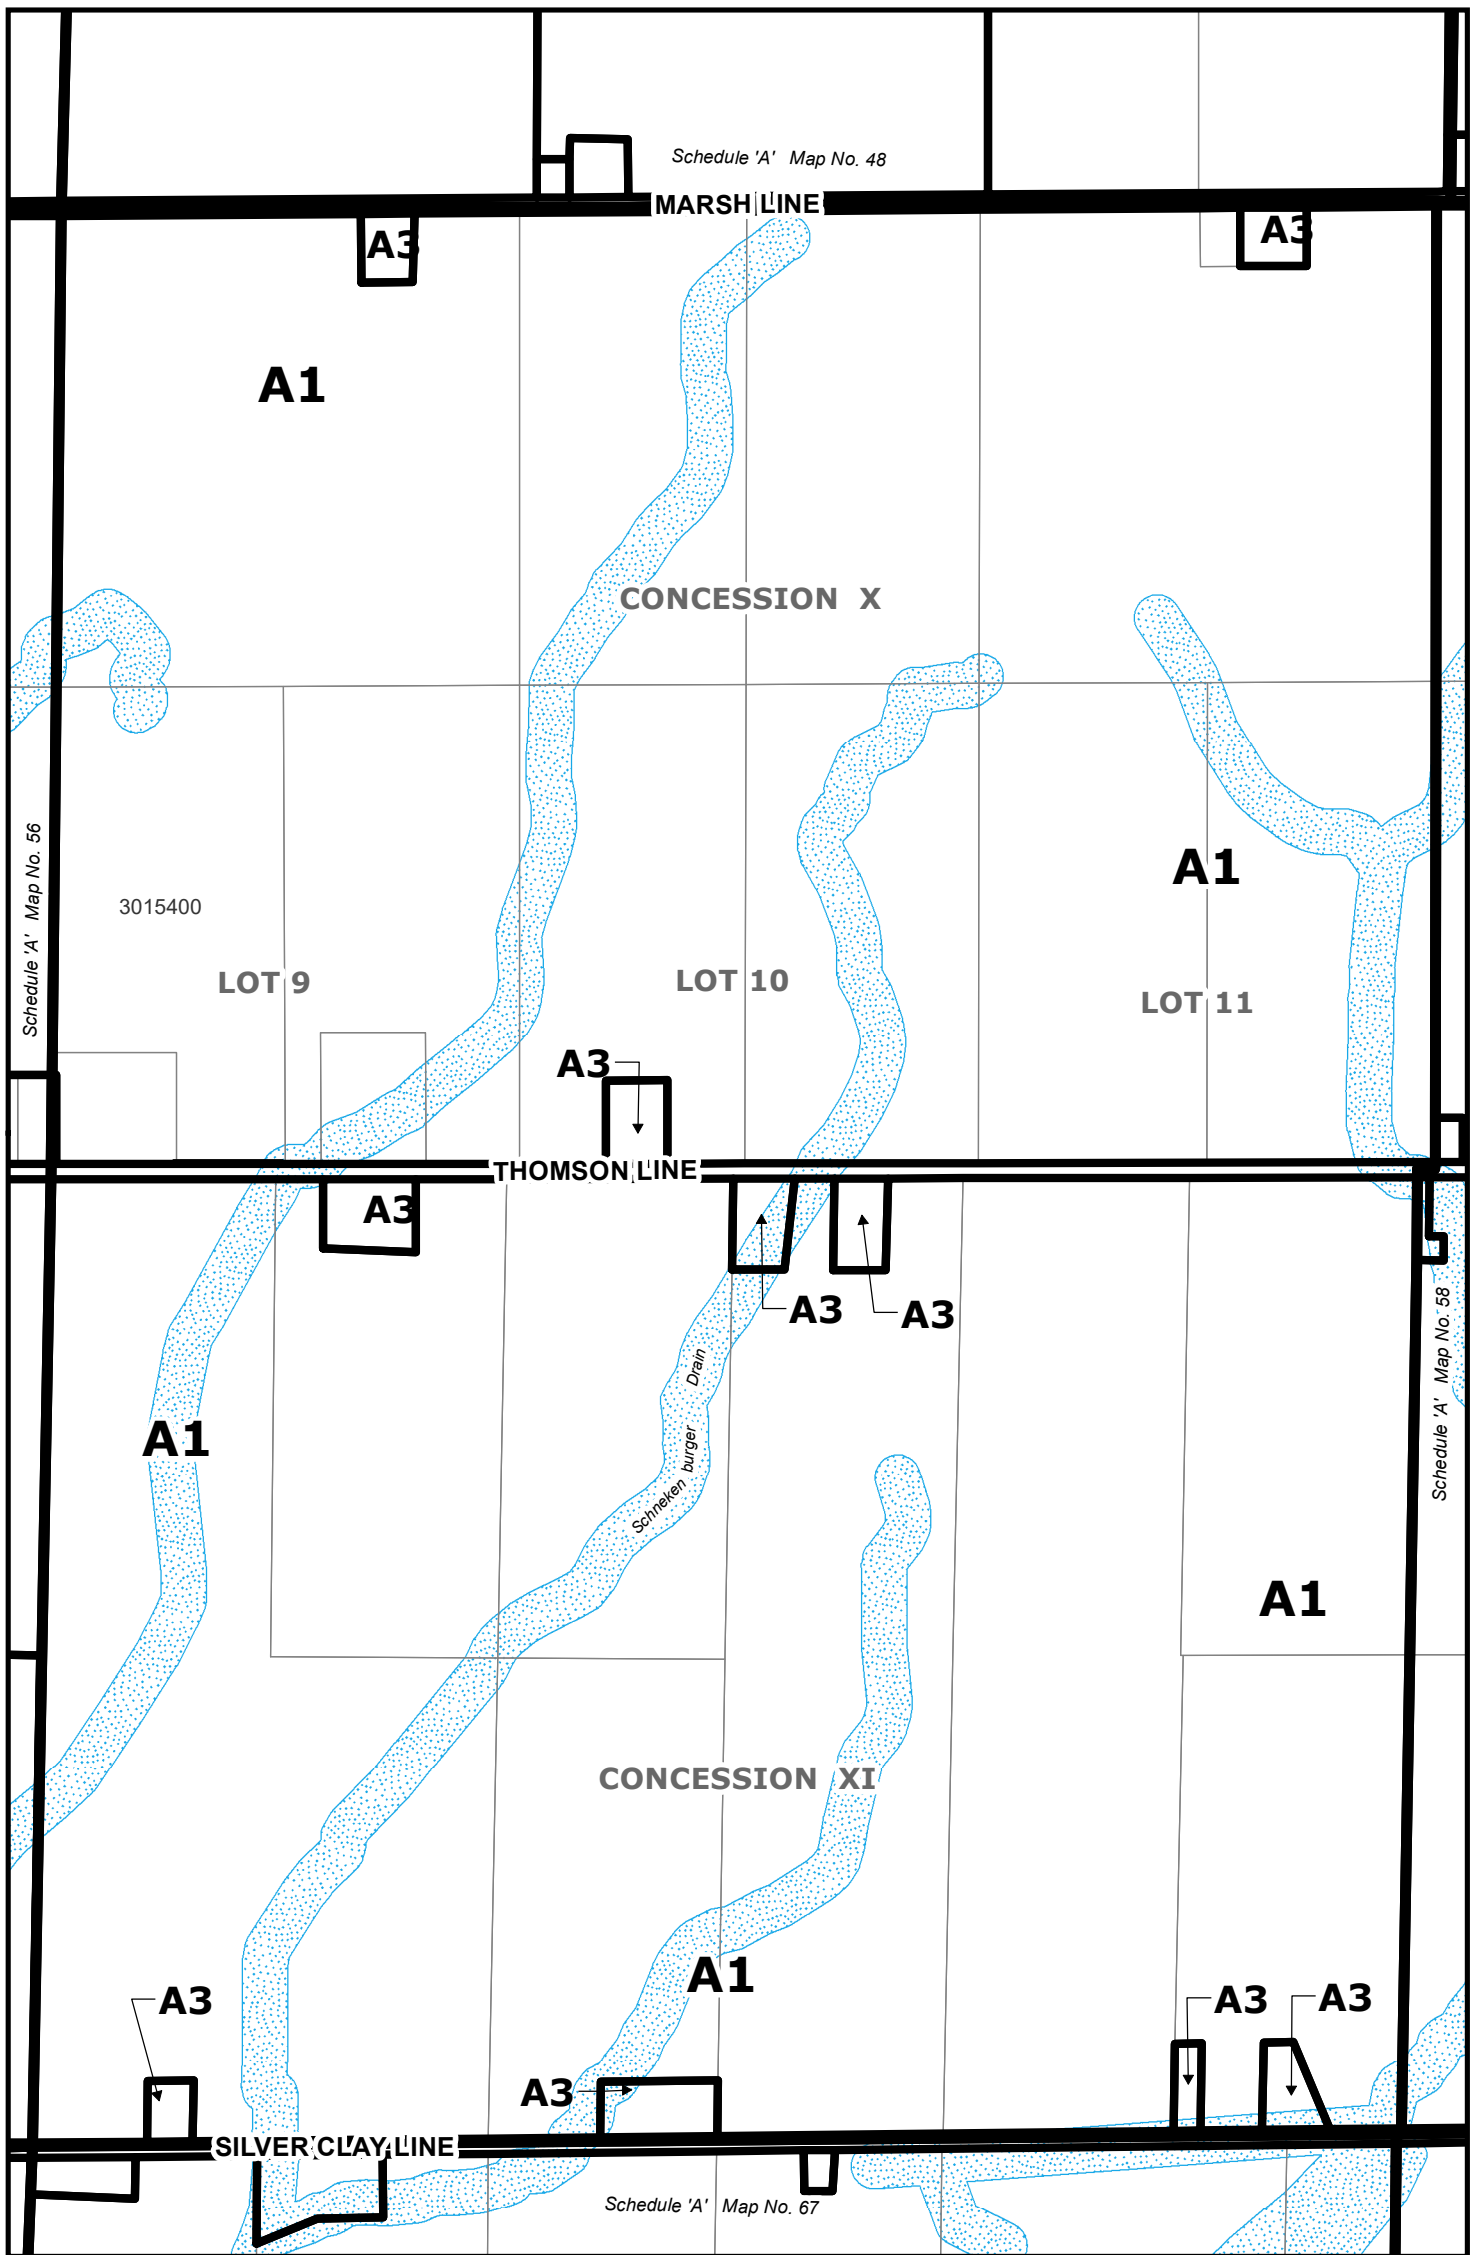 Schedule 'A' Map No. 48
MARSH LINE
A3
A3
A1
CONCESSION X
Schedule 'A' Map No. 56
A1
3015400
LOT 9
LOT 10
LOT 11
A3
THOMSON LINE
A3
A3
A3
Schedule 'A' Map No. 58
Schneken burger Drain
A1
A1
CONCESSION XI
A1
A3
A3
A3
A3
SILVER CLAY LINE
Schedule 'A' Map No. 67